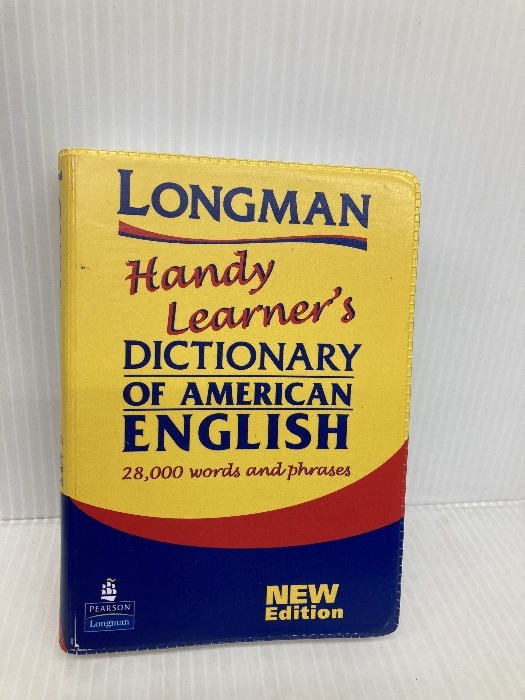 LONGMAN
Handy
Learner's
DICTIONARY
OF AMERICAN
ENGLISH
28,000 words and phrases
NEW
Edition
PEARSON
Longman